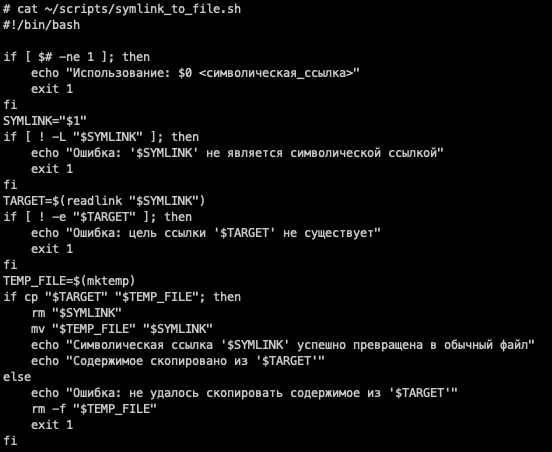 # cat ~/scripts/symlink_to_file.sh
#!/bin/bash

if [ $# -ne 1 ]; then
    echo "Использование: $0 <символическая_ссылка>"
    exit 1
fi
SYMLINK="$1"
if [ ! -L "$SYMLINK" ]; then
    echo "Ошибка: '$SYMLINK' не является символической ссылкой"
    exit 1
fi
TARGET=$(readlink "$SYMLINK")
if [ ! -e "$TARGET" ]; then
    echo "Ошибка: цель ссылки '$TARGET' не существует"
    exit 1
fi
TEMP_FILE=$(mktemp)
if cp "$TARGET" "$TEMP_FILE"; then
    rm "$SYMLINK"
    mv "$TEMP_FILE" "$SYMLINK"
    echo "Символическая ссылка '$SYMLINK' успешно превращена в обычный файл"
    echo "Содержимое скопировано из '$TARGET'"
else
    echo "Ошибка: не удалось скопировать содержимое из '$TARGET'"
    rm -f "$TEMP_FILE"
    exit 1
fi